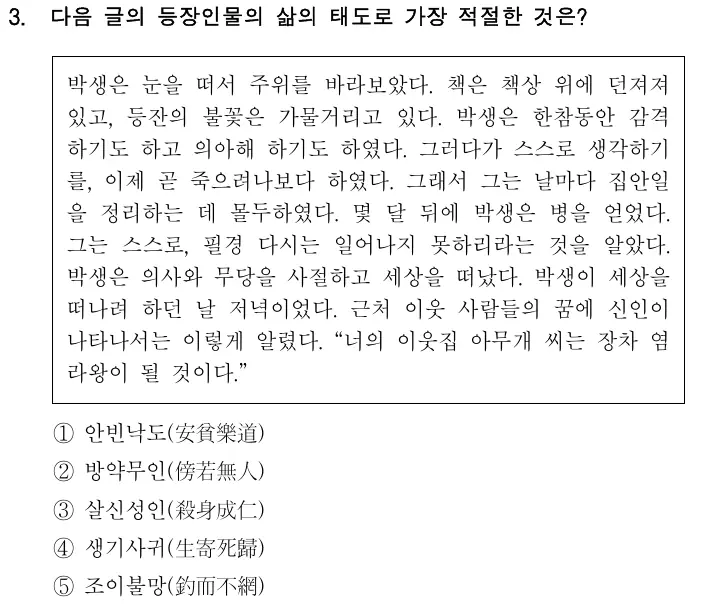 3. 다음 글의 등장인물의 삶의 태도로 가장 적절한 것은?
박생은 눈을 떠서 주위를 바라보았다. 책은 책상 위에 던져져
있고, 등잔의 불꽃은 가물거리고 있다. 박생은 한참동안 감격
하기도 하고 의아해 하기도 하였다. 그러다가 스스로 생각하기
를, 이제 곧 죽으려나보다 하였다. 그래서 그는 날마다 집안일
을 정리하는 데 몰두하였다. 몇 달 뒤에 박생은 병을 얻었다.
그는 스스로, 필경 다시는 일어나지 못하리라는 것을 알았다.
박생은 의사와 무당을 사절하고 세상을 떠났다. 박생이 세상을
떠나려 하던 날 저녁이었다. 근처 이웃 사람들의 꿈에 신인이
나타나서는 이렇게 알렸다. “너의 이웃집 아무개 씨는 장차 염
라왕이 될 것이다.”
① 안빈낙도(安貧樂道)
② 방약무인(傍若無人)
③ 살신성인(殺身成仁)
④ 생기사귀(生寄死歸)
⑤ 조이불망(釣而不網)